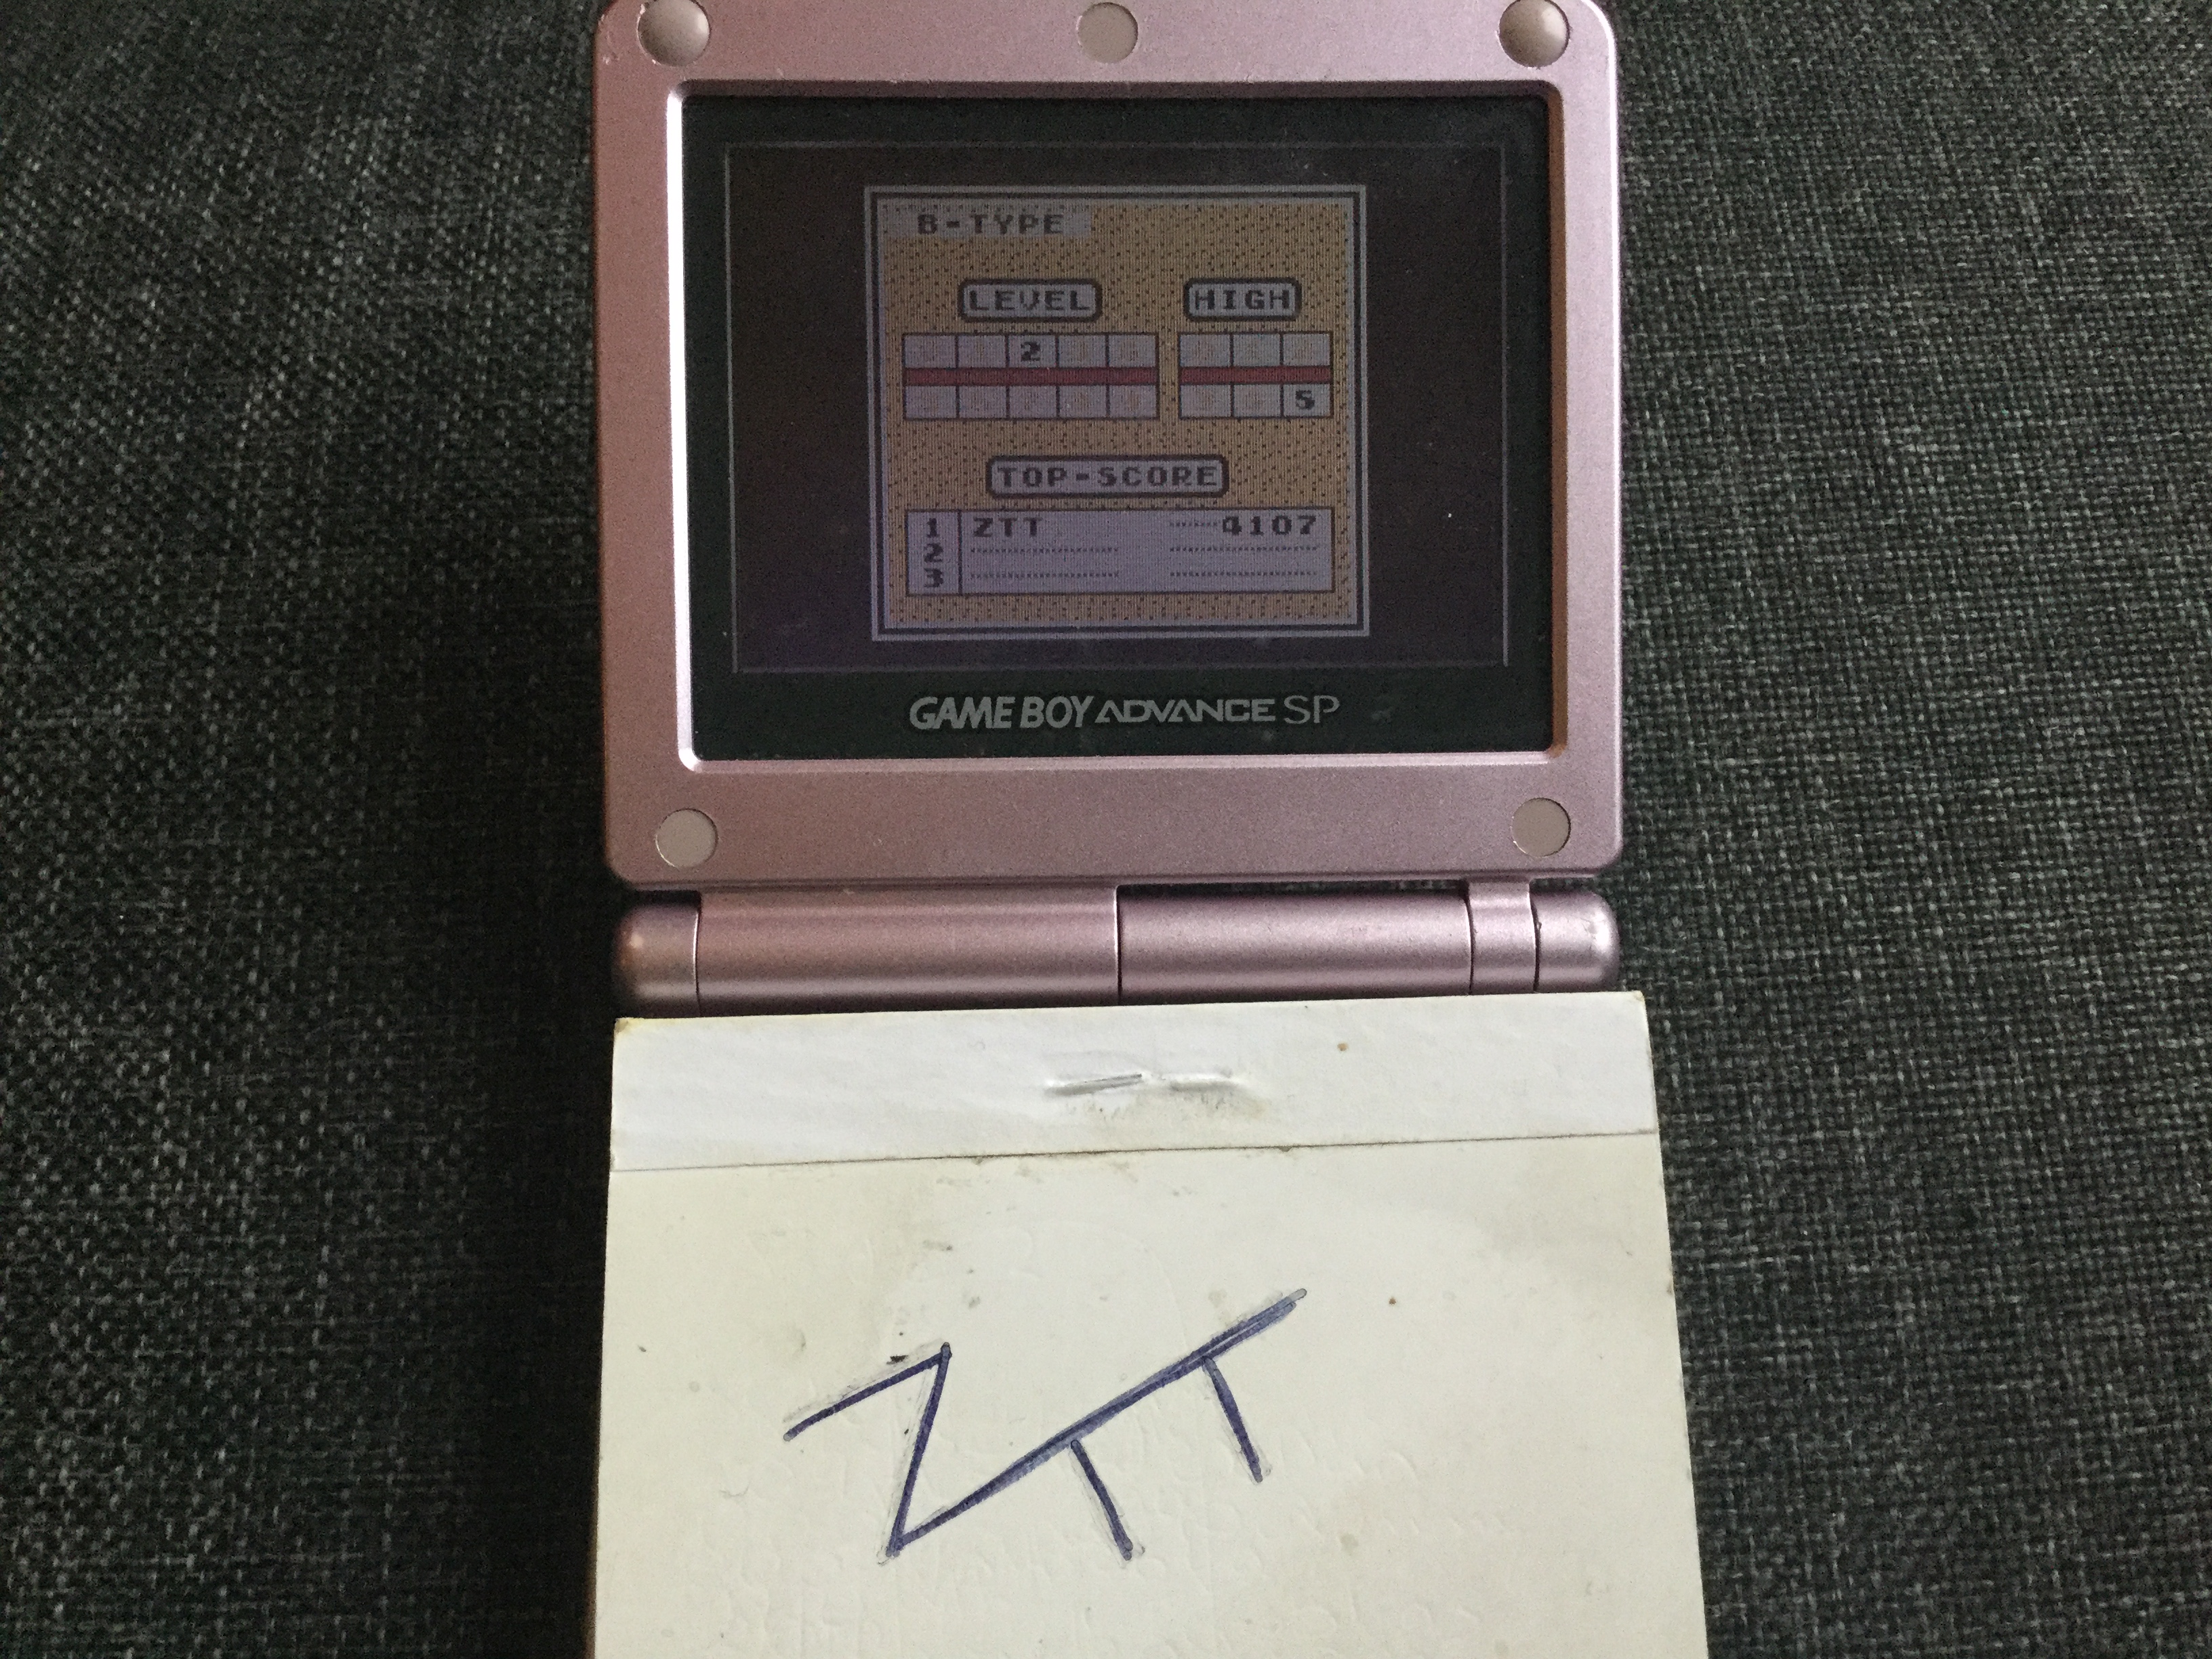 B-TYPE
LEVEL HIGH
2
5
TOP-SCORE
1 ZTT 4107
2
3
GAME BOY ADVANCE SP
ZTT